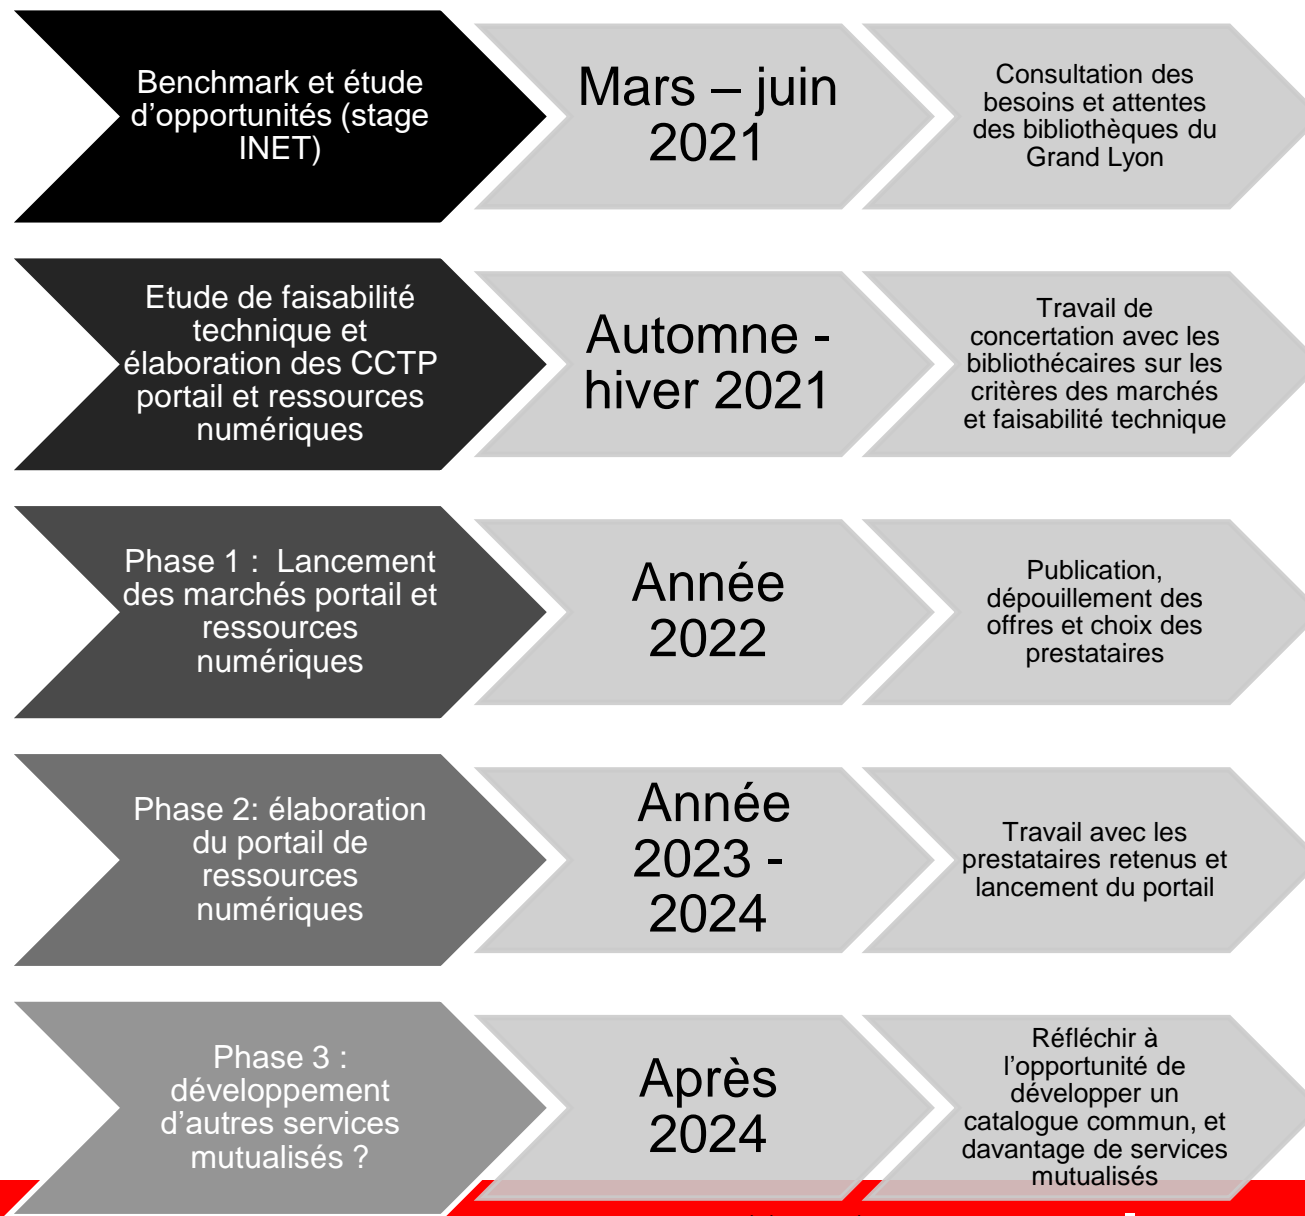 Benchmark et étude
d’opportunités (stage
INET)
Mars – juin
2021
Consultation des
besoins et attentes
des bibliothèques du
Grand Lyon
Etude de faisabilité
technique et
élaboration des CCTP
portail et ressources
numériques
Automne -
hiver 2021
Travail de
concertation avec les
bibliothécaires sur les
critères des marchés
et faisabilité technique
Phase 1 :  Lancement
des marchés portail et
ressources
numériques
Année
2022
Publication,
dépouillement des
offres et choix des
prestataires
Phase 2: élaboration
du portail de
ressources
numériques
Année
2023 -
2024
Travail avec les
prestataires retenus et
lancement du portail
Phase 3 :
développement
d’autres services
mutualisés ?
Après
2024
Réfléchir à
l’opportunité de
développer un
catalogue commun, et
davantage de services
mutualisés